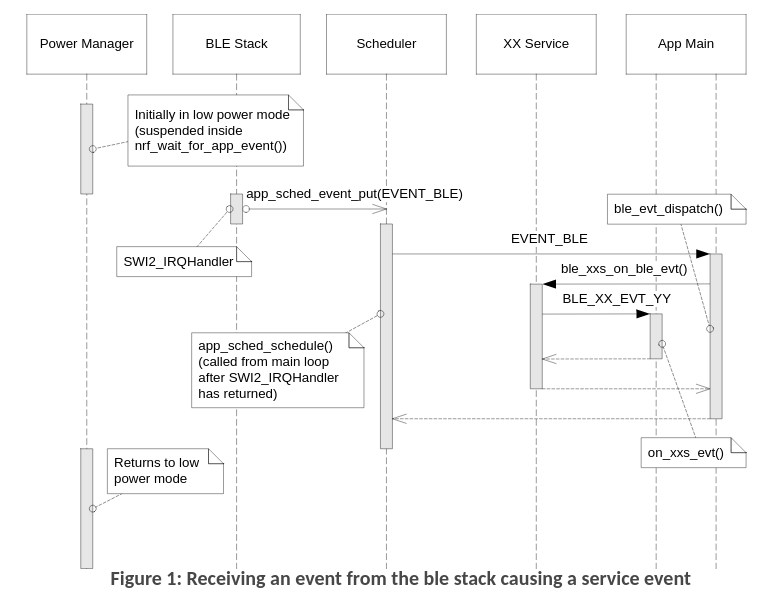 Power Manager
BLE Stack
Scheduler
XX Service
App Main
Initially in low power mode
(suspended inside
nrf_wait_for_app_event())
app_sched_event_put(EVENT_BLE)
ble_evt_dispatch()
SWI2_IRQHandler
EVENT_BLE
ble_xxs_on_ble_evt()
BLE_XX_EVT_YY
app_sched_schedule()
(called from main loop
after SWI2_IRQHandler
has returned)
on_xxs_evt()
Returns to low
power mode
Figure 1: Receiving an event from the ble stack causing a service event